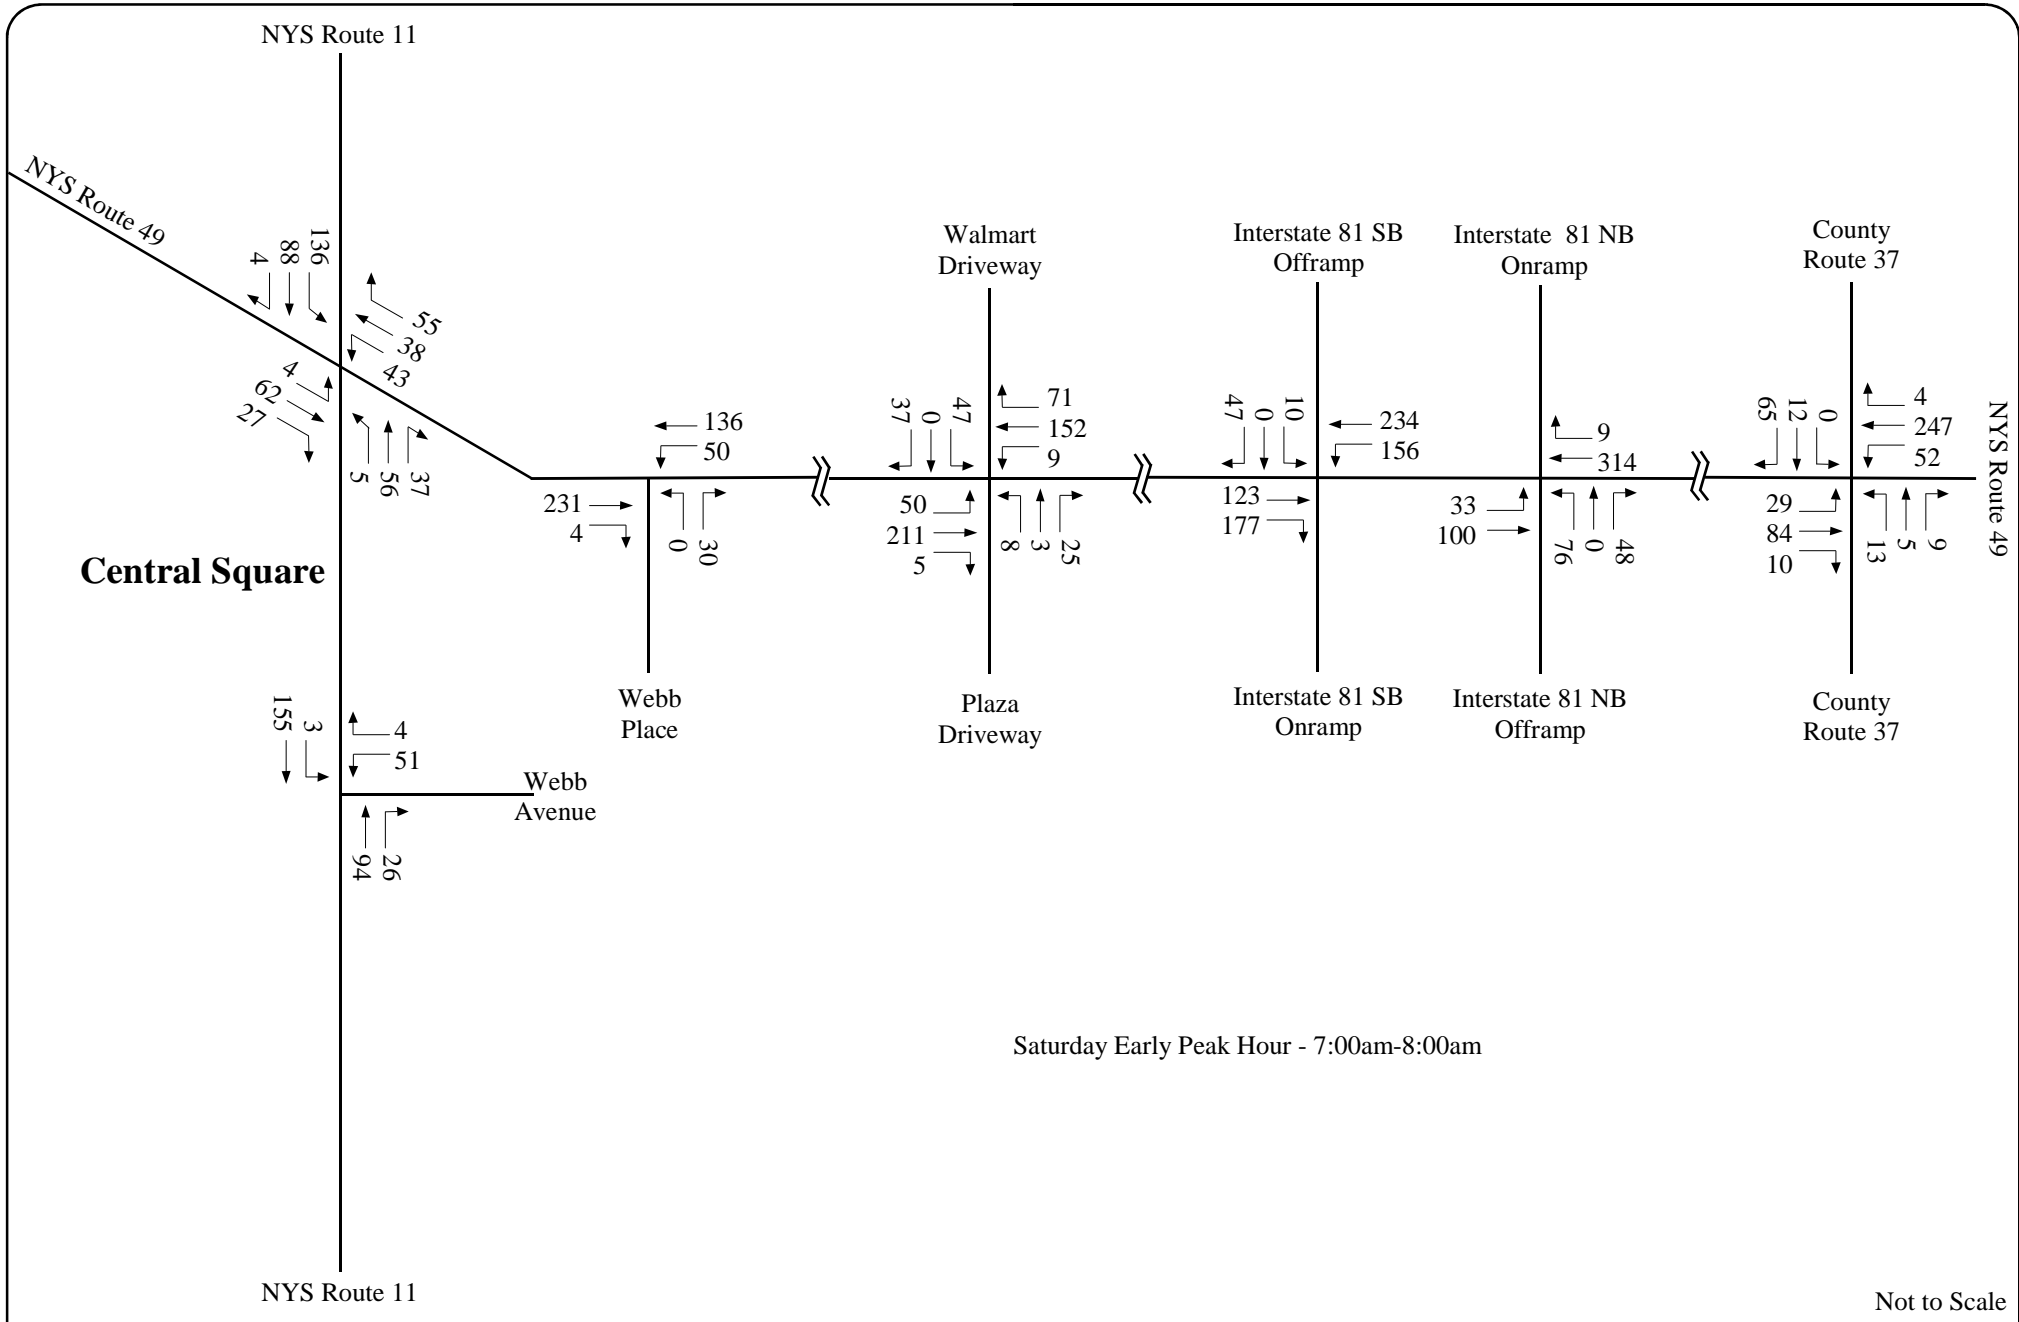 NYS Route 11
NYS Route 49
4
88
136
55
38
43
4
62
27
5
56
37
Central Square
136
50
231
4
0
30
Webb
Place
155
3
4
51
Webb
Avenue
94
26
NYS Route 11
Walmart
Driveway
37
0
47
71
152
9
50
211
5
8
3
25
Plaza
Driveway
Interstate 81 SB
Offramp
47
0
10
234
156
123
177
Interstate 81 SB
Onramp
Interstate 81 NB
Onramp
9
314
33
100
76
0
48
Interstate 81 NB
Offramp
County
Route 37
65
12
0
4
247
52
29
84
10
13
5
9
County
Route 37
NYS Route 49
Saturday Early Peak Hour - 7:00am-8:00am
Not to Scale